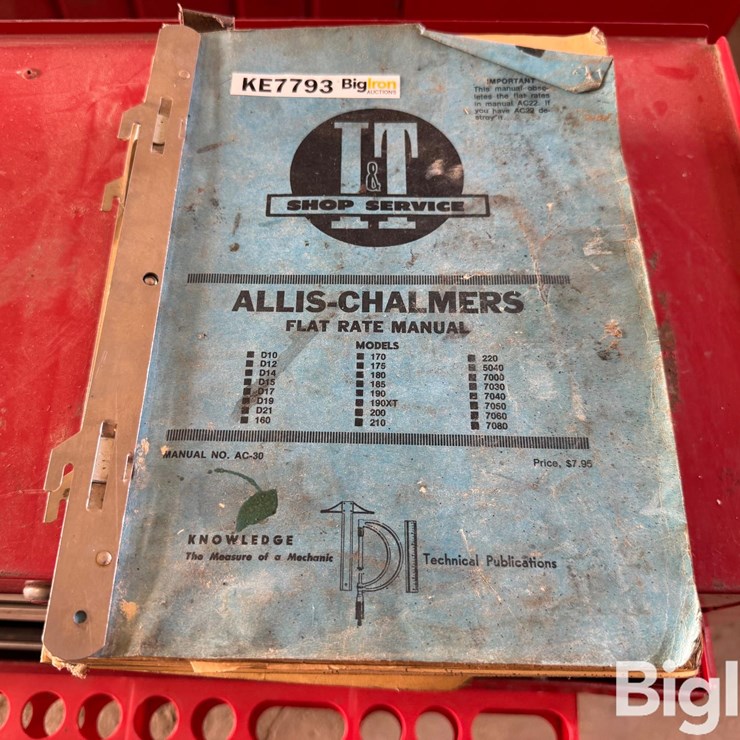 KE7793 BigIron
AUCTIONS
IMPORTANT
This manual obso-
letes the flat rates
in manual AC22. If
you have AC22 de-
stroy it.
I&T
SHOP SERVICE
ALLIS-CHALMERS
FLAT RATE MANUAL
MODELS
D10
D12
D14
D15
D17
D19
D21
160
170
175
180
185
190
190XT
200
210
220
5040
7000
7030
7040
7050
7060
7080
MANUAL NO. AC-30
Price, $7.95
KNOWLEDGE
The Measure of a Mechanic
Technical Publications
BigI